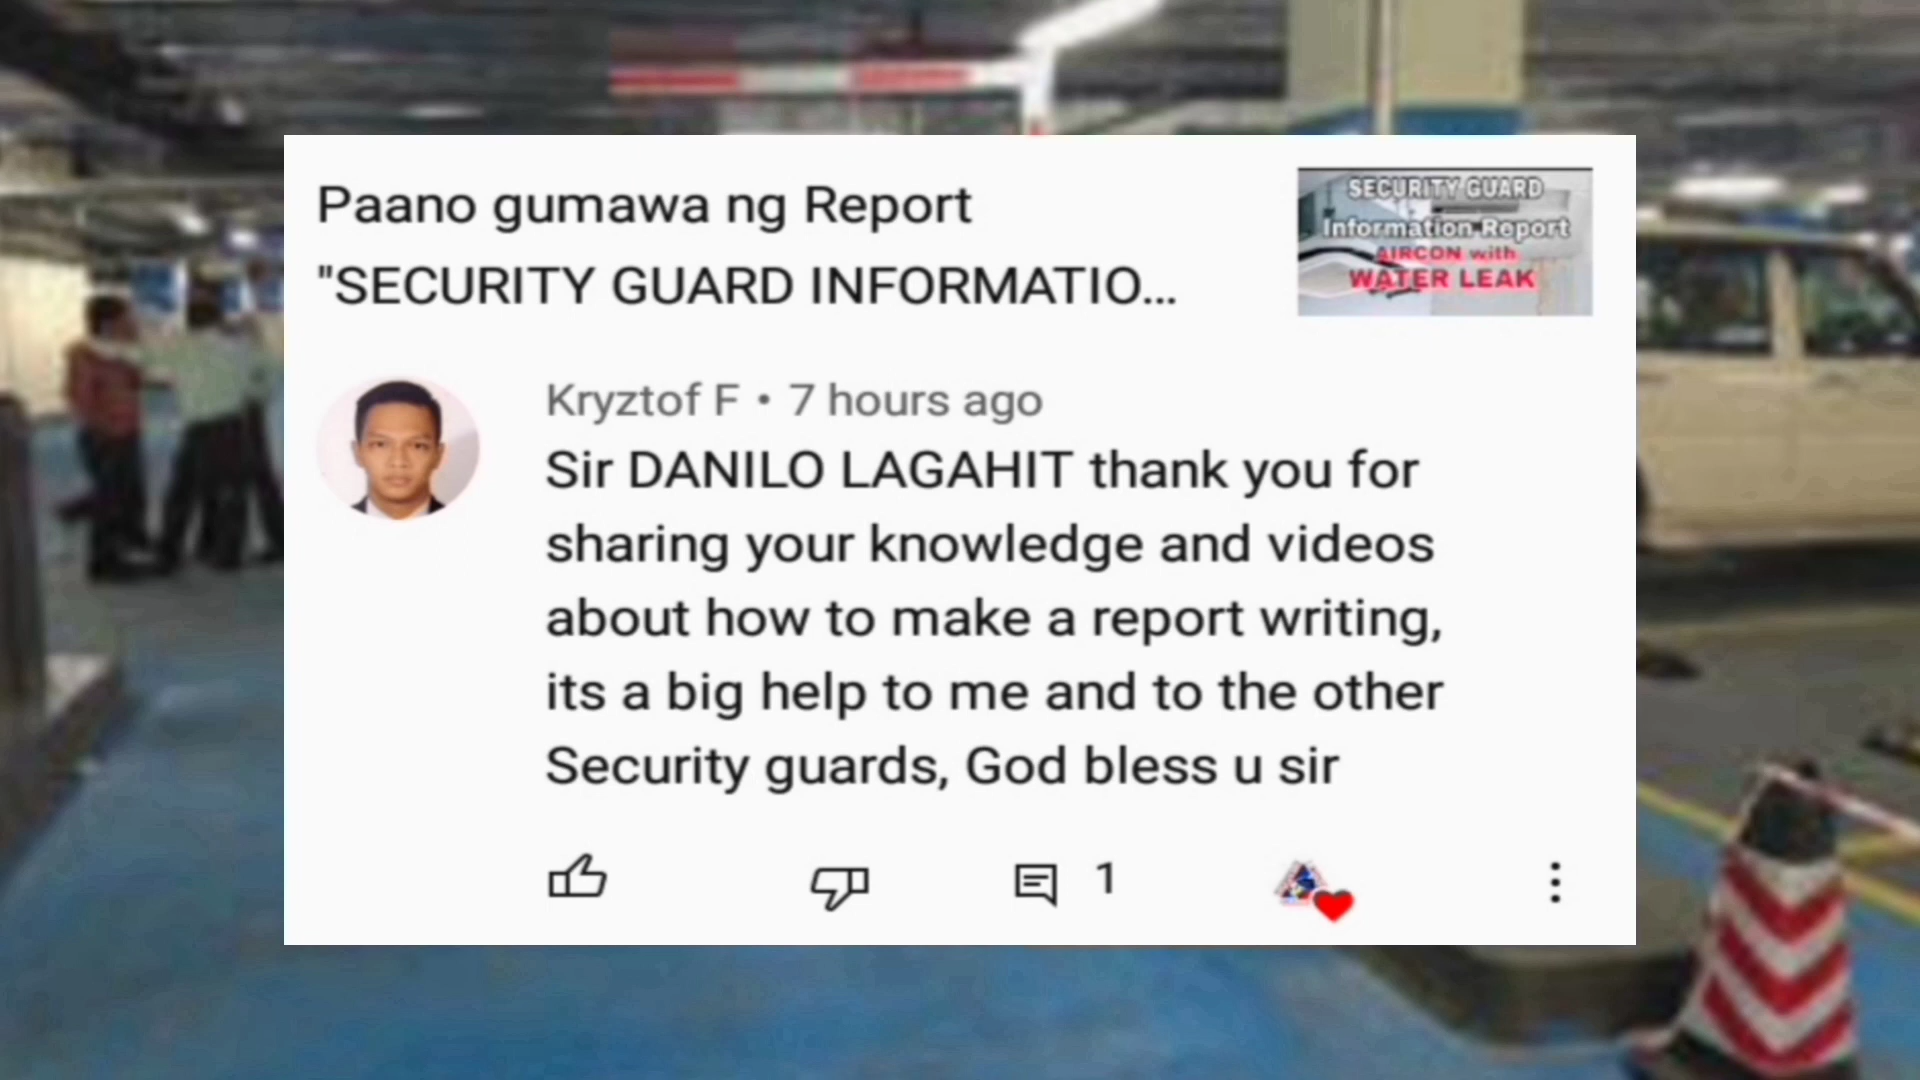 Paano gumawa ng Report
"SECURITY GUARD INFORMATIO...
SECURITY GUARD
Information Report
AIRCON with
WATER LEAK
Kryztof F • 7 hours ago
Sir DANILO LAGAHIT thank you for
sharing your knowledge and videos
about how to make a report writing,
its a big help to me and to the other
Security guards, God bless u sir
1